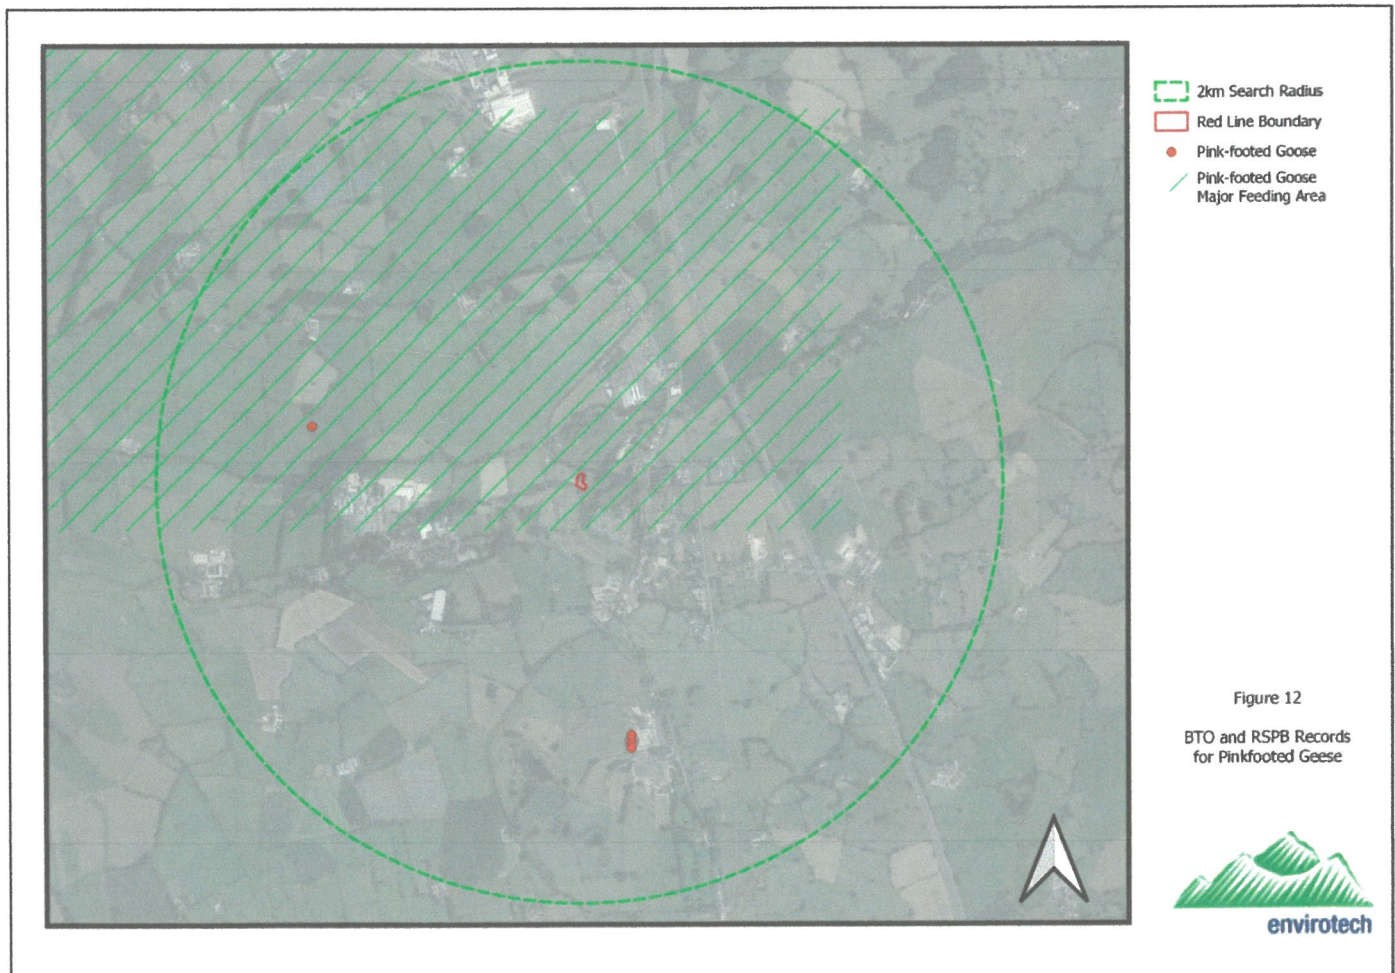 2km Search Radius
Red Line Boundary
Pink-footed Goose
Pink-footed Goose
Major Feeding Area
Figure 12
BTO and RSPB Records
for Pinkfooted Geese
envirotech